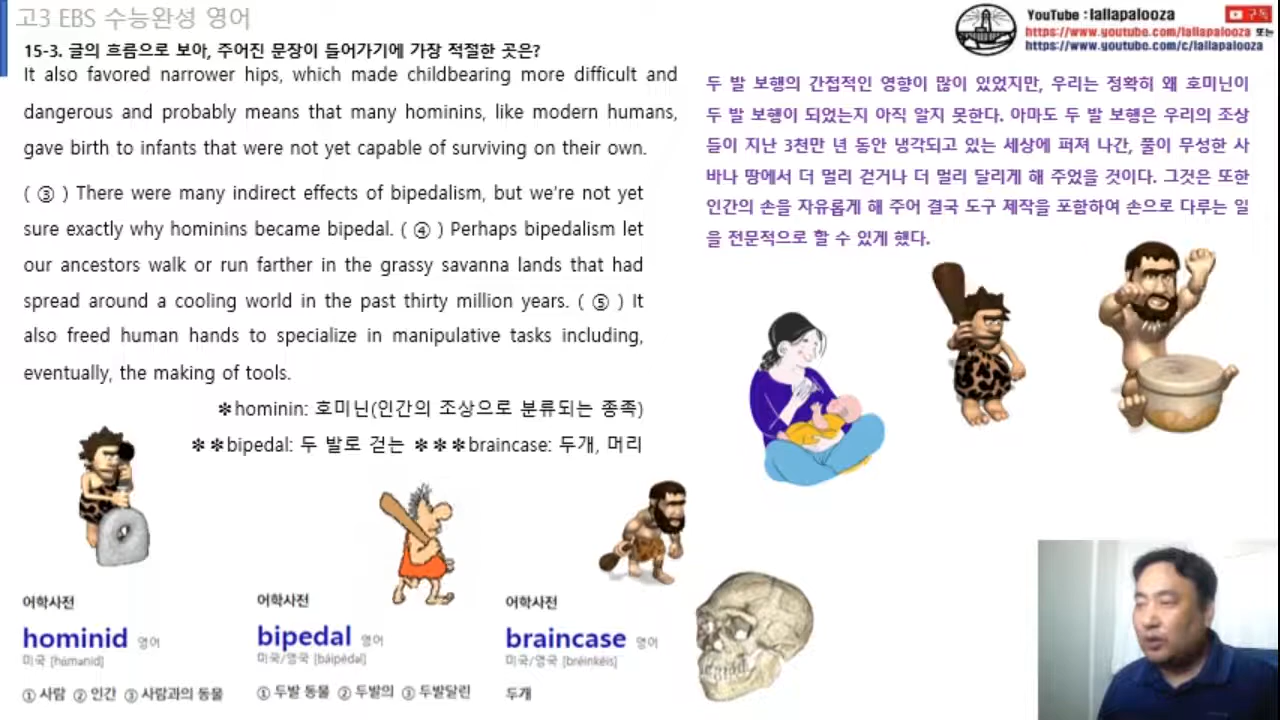 고3 EBS 수능완성 영어
YouTube : lallapalooza
구독
https://www.youtube.com/lallapalooza 또는
https://www.youtube.com/c/lallapalooza
15-3. 글의 흐름으로 보아, 주어진 문장이 들어가기에 가장 적절한 곳은?
It also favored narrower hips, which made childbearing more difficult and
dangerous and probably means that many hominins, like modern humans,
gave birth to infants that were not yet capable of surviving on their own.
( ③ ) There were many indirect effects of bipedalism, but we're not yet
sure exactly why hominins became bipedal. ( ④ ) Perhaps bipedalism let
our ancestors walk or run farther in the grassy savanna lands that had
spread around a cooling world in the past thirty million years. ( ⑤ ) It
also freed human hands to specialize in manipulative tasks including,
eventually, the making of tools.
✻hominin: 호미닌(인간의 조상으로 분류되는 종족)
✻✻bipedal: 두 발로 걷는 ✻✻✻braincase: 두개, 머리
두 발 보행의 간접적인 영향이 많이 있었지만, 우리는 정확히 왜 호미닌이
두 발 보행이 되었는지 아직 알지 못한다. 아마도 두 발 보행은 우리의 조상
들이 지난 3천만 년 동안 냉각되고 있는 세상에 퍼져 나간, 풀이 무성한 사
바나 땅에서 더 멀리 걷거나 더 멀리 달리게 해 주었을 것이다. 그것은 또한
인간의 손을 자유롭게 해 주어 결국 도구 제작을 포함하여 손으로 다루는 일
을 전문적으로 할 수 있게 했다.
어학사전
hominid 영어
미국 [hάmənid]
① 사람 ② 인간 ③ 사람과의 동물
어학사전
bipedal 영어
미국/영국 [báipèdəl]
① 두발 동물 ② 두발의 ③ 두발달린
어학사전
braincase 영어
미국/영국 [bréinkèis]
두개